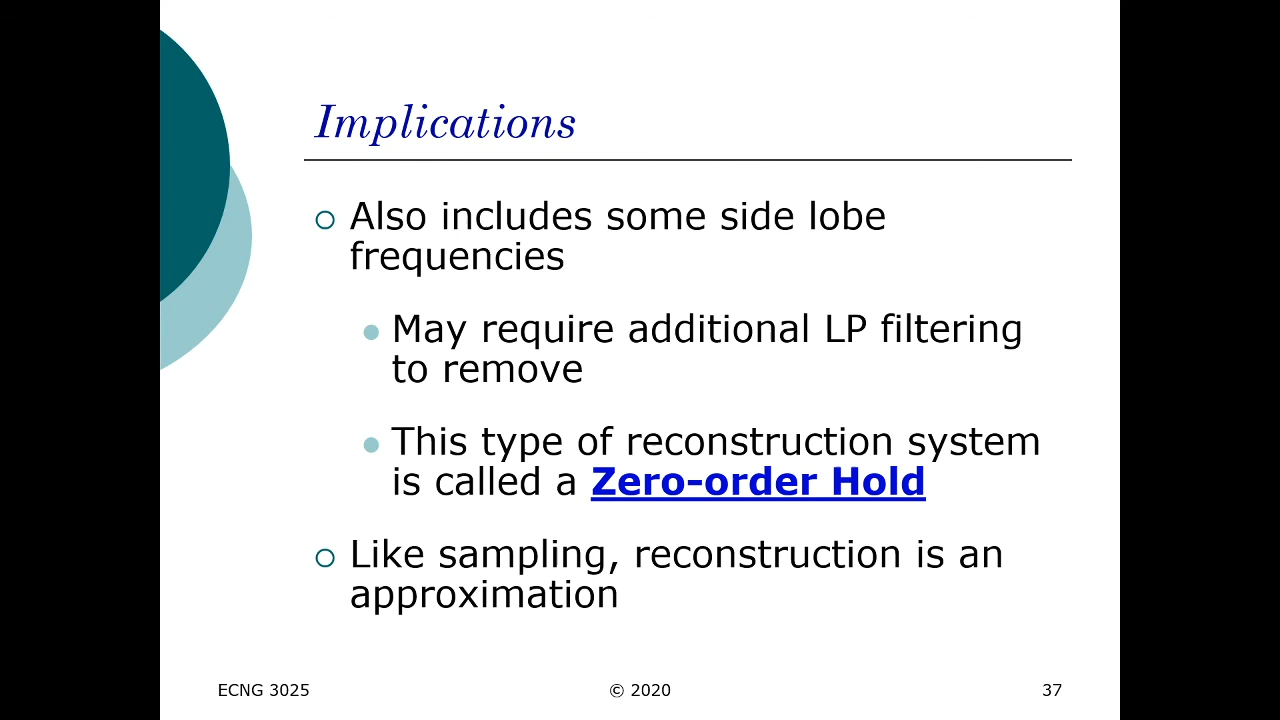 Implications
Also includes some side lobe
frequencies
May require additional LP filtering
to remove
This type of reconstruction system
is called a Zero-order Hold
Like sampling, reconstruction is an
approximation
ECNG 3025
© 2020
37